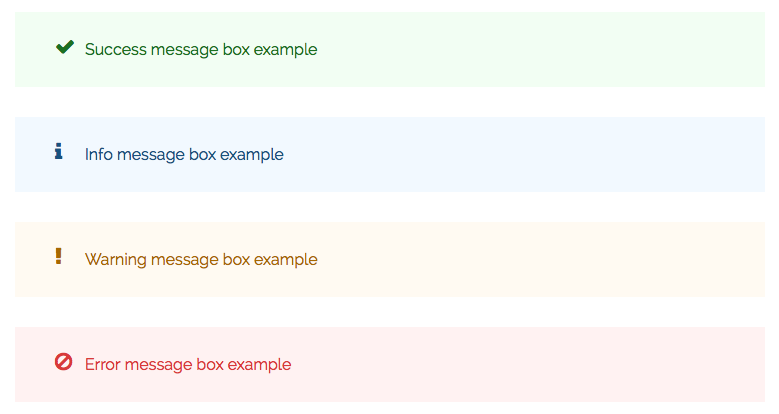 Success message box example
Info message box example
Warning message box example
Error message box example